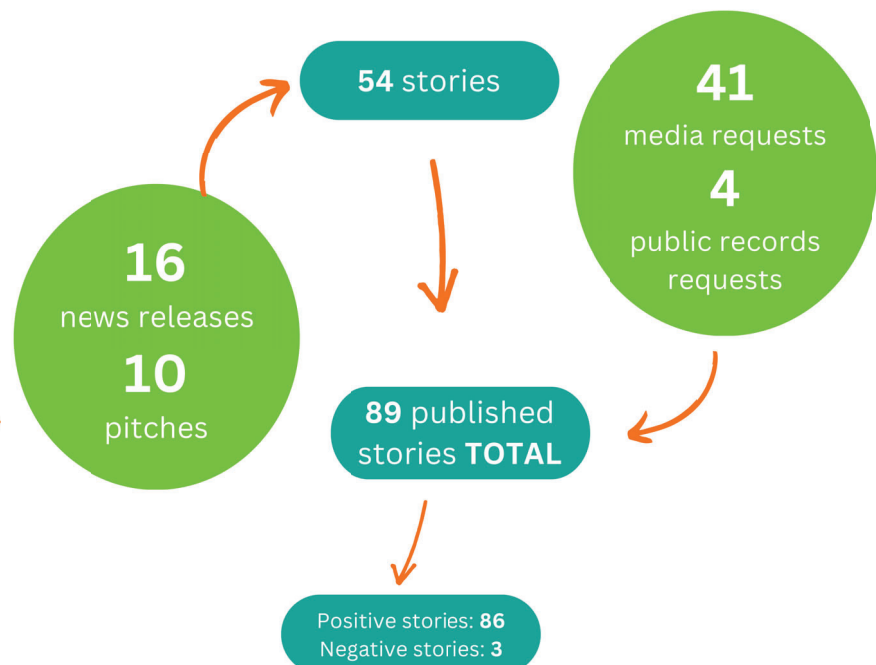 54 stories
41
media requests
4
public records
requests
16
news releases
10
pitches
89 published
stories TOTAL
Positive stories: 86
Negative stories: 3